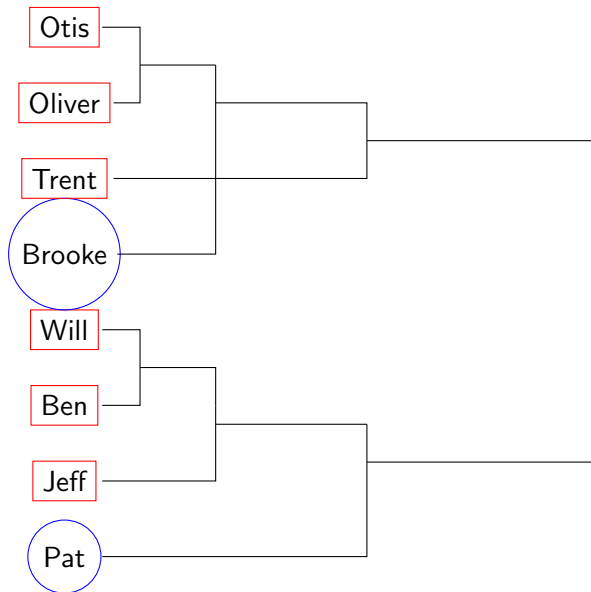 Otis
Oliver
Trent
Brooke
Will
Ben
Jeff
Pat